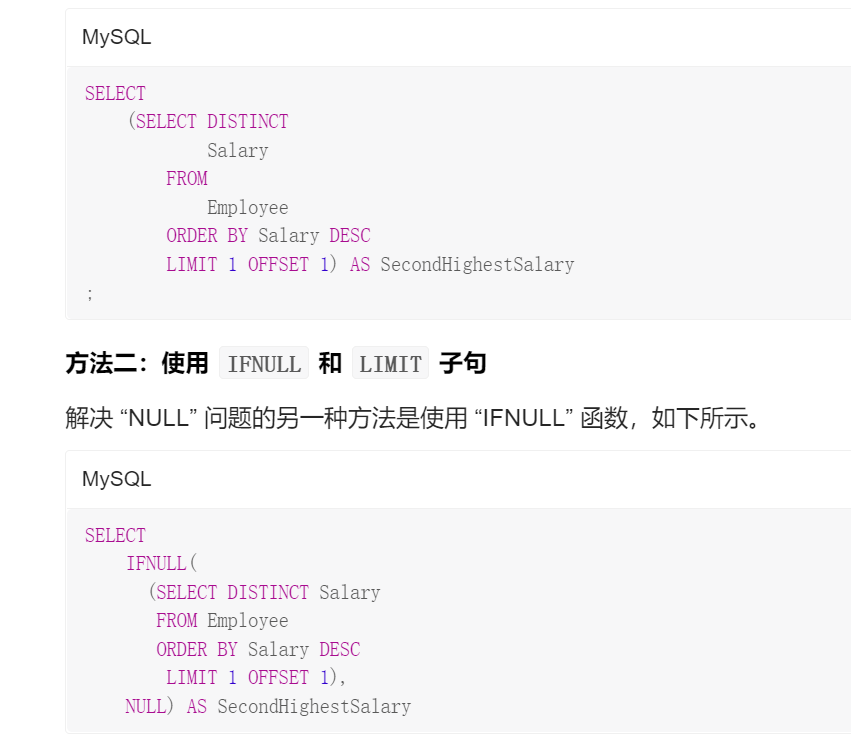 MySQL
SELECT
    (SELECT DISTINCT
            Salary
        FROM
            Employee
        ORDER BY Salary DESC
        LIMIT 1 OFFSET 1) AS SecondHighestSalary
;
方法二：使用 IFNULL 和 LIMIT 子句
解决 “NULL” 问题的另一种方法是使用 “IFNULL” 函数，如下所示。
MySQL
SELECT
    IFNULL(
      (SELECT DISTINCT Salary
       FROM Employee
       ORDER BY Salary DESC
        LIMIT 1 OFFSET 1),
    NULL) AS SecondHighestSalary